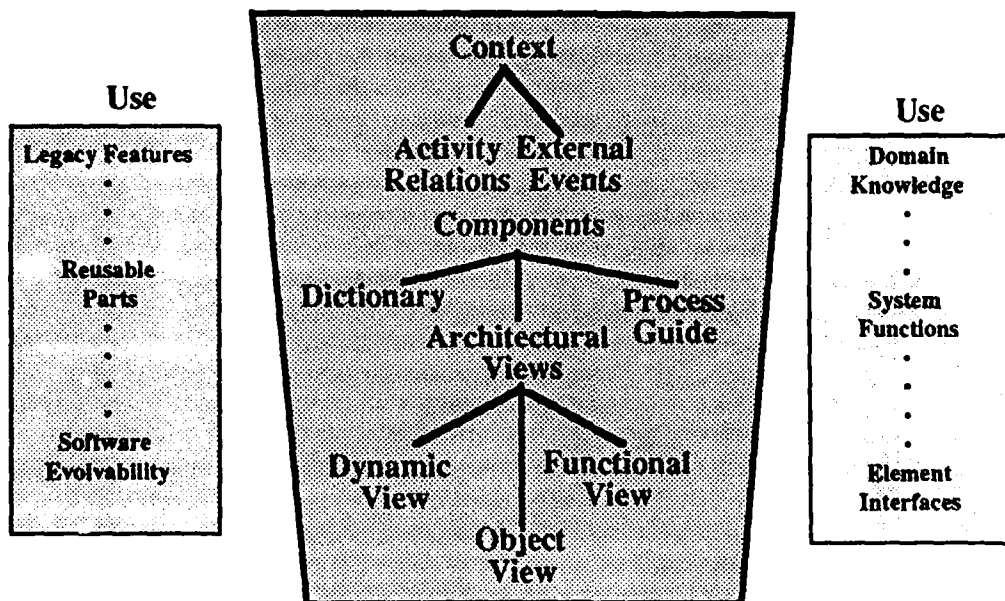 Use
Legacy Features
Reusable
Parts
Software
Evolvability
Context
Activity External
Relations Events
Components
Dictionary
Process
Guide
Architectural
Views
Dynamic
View
Functional
View
Object
View
Use
Domain
Knowledge
System
Functions
Element
Interfaces